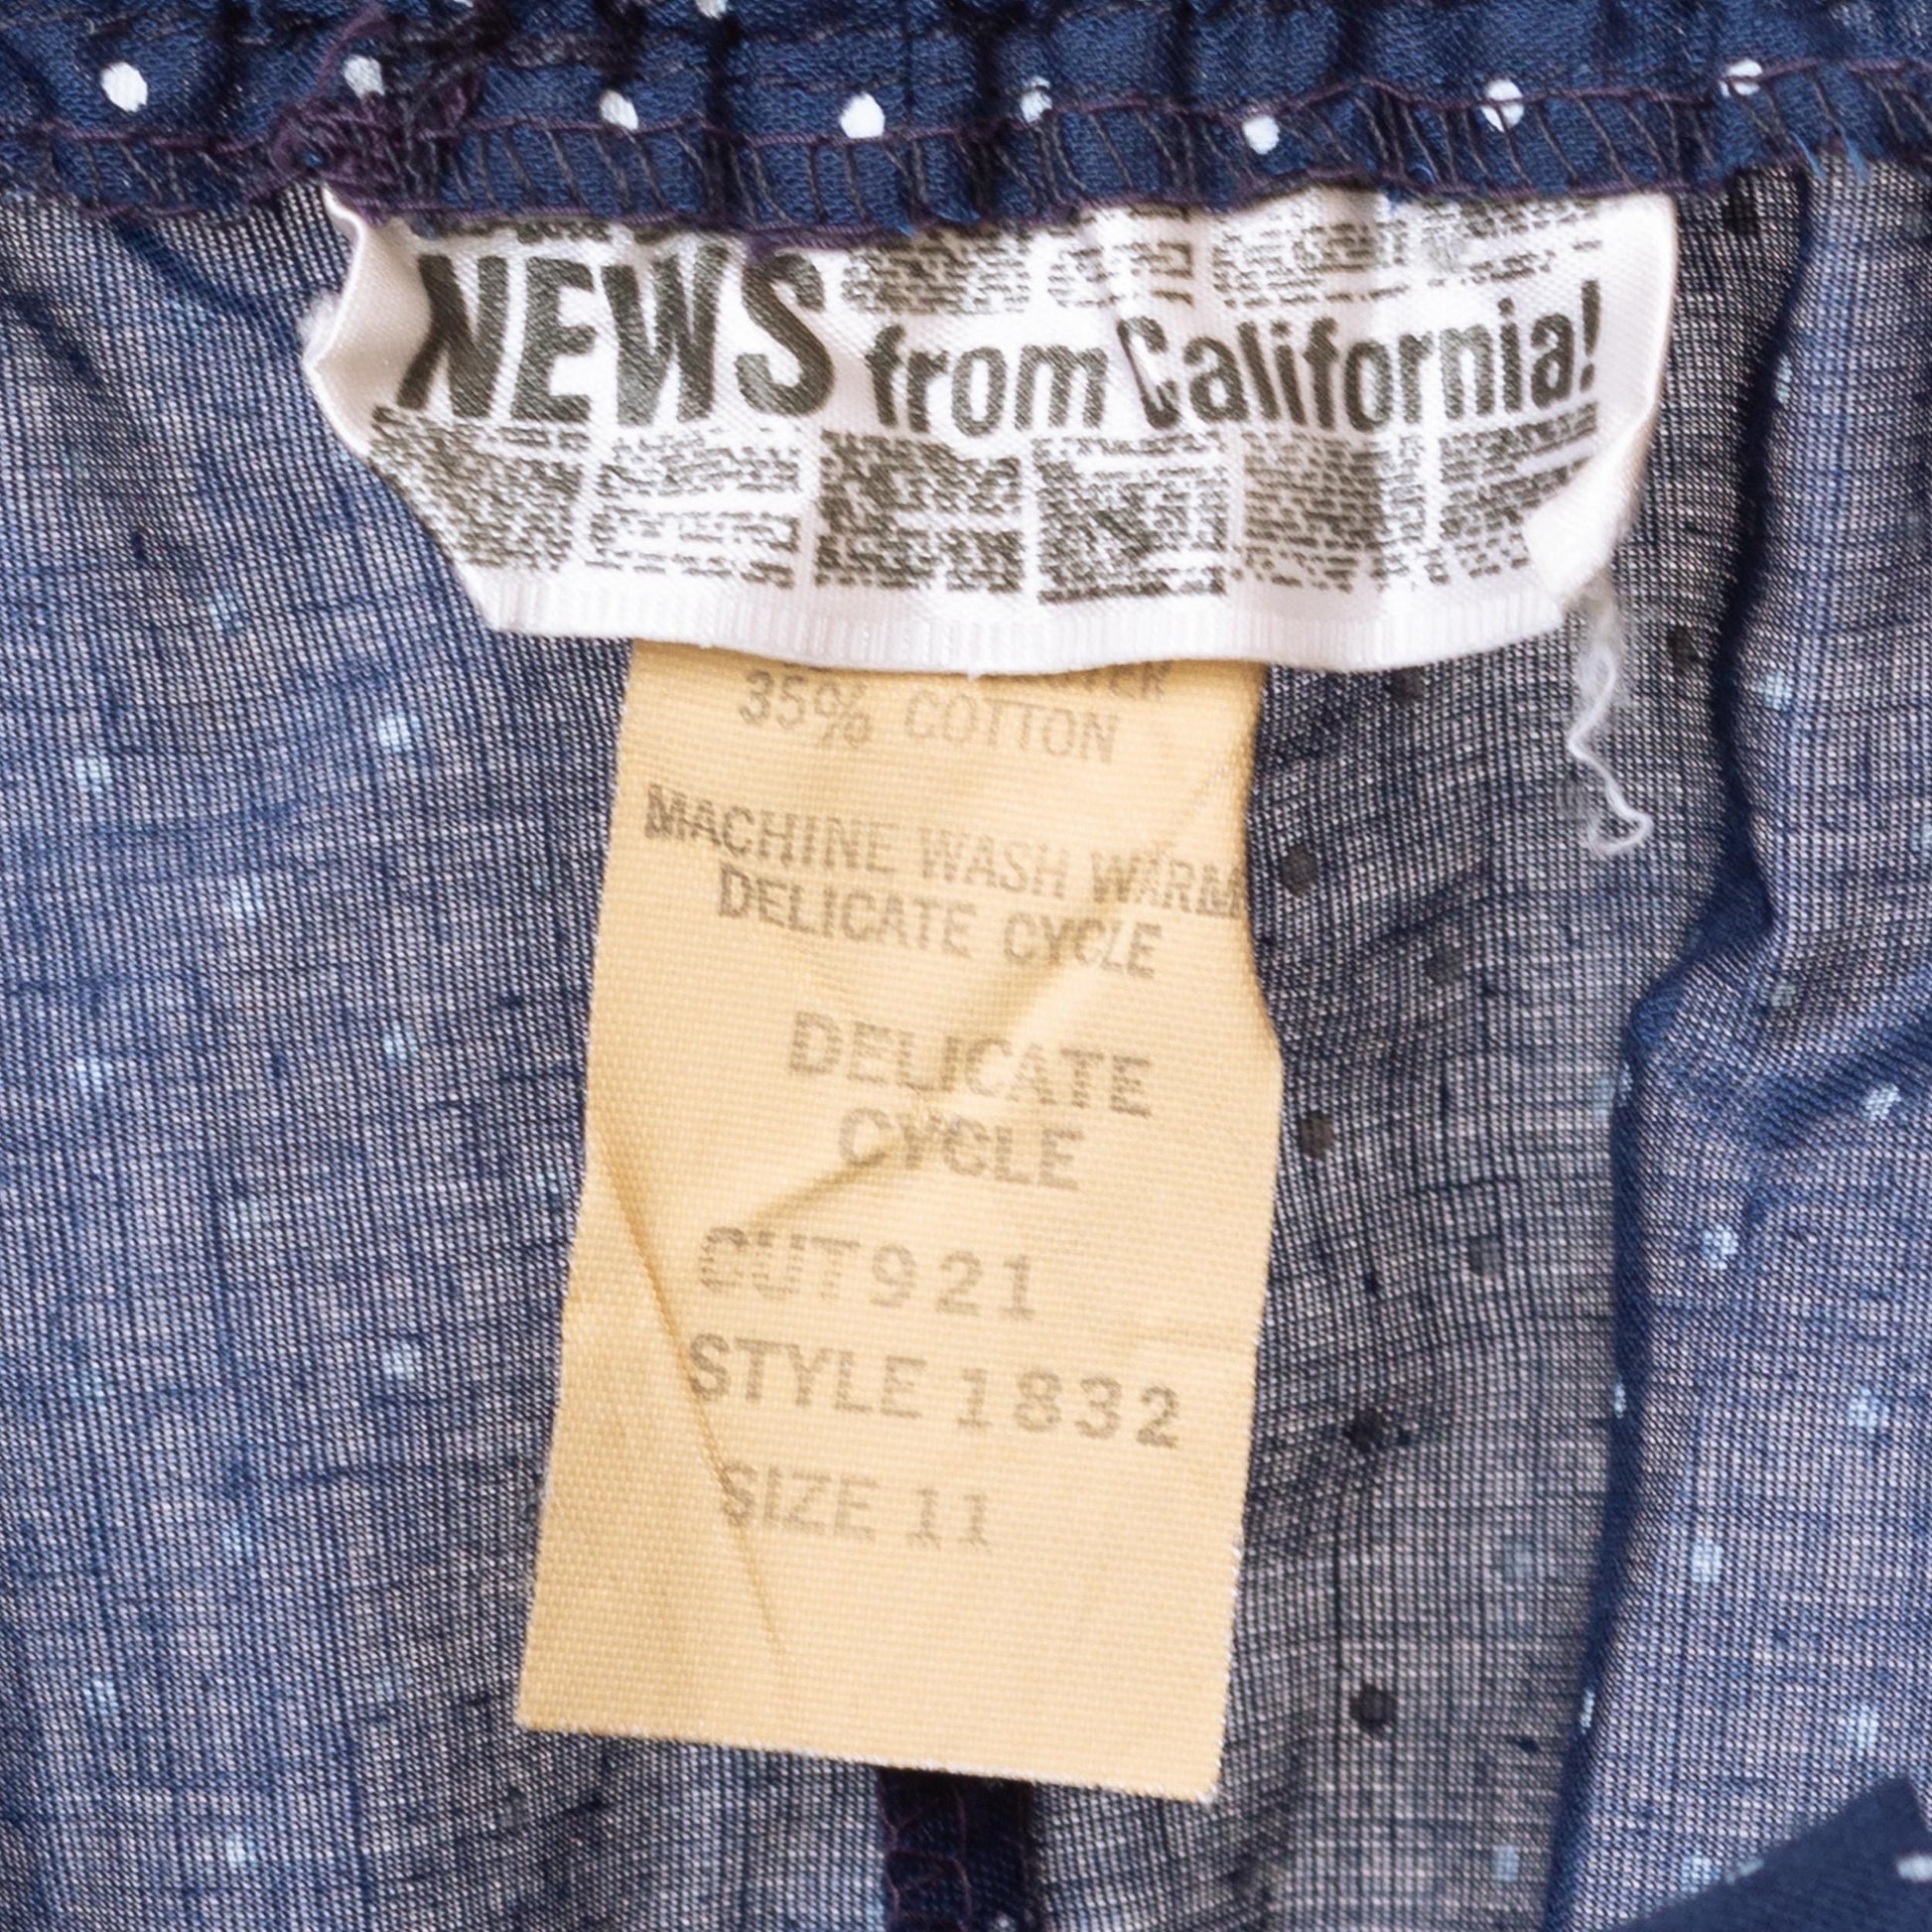 NEWS from California!
35% COTTON
MACHINE WASH WARM
DELICATE CYCLE
DELICATE
CYCLE
CUT 921
STYLE 1832
SIZE 11